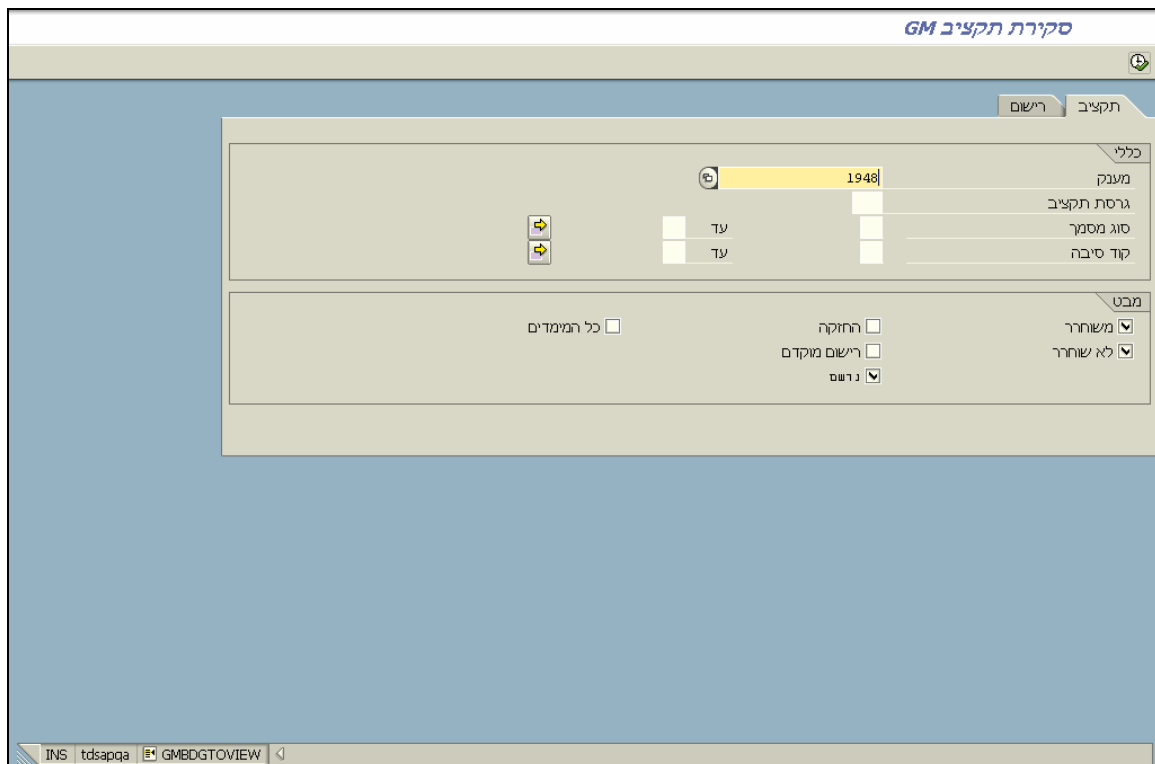 סקירת תקציב GM
תקציב רישום
כללי
מענק 1948
גרסת תקציב
סוג מסמך עד
קוד סיבה עד
מבט
משוחרר החזקה כל המימדים
לא שוחרר רישום מוקדם
נרשם
INS tdsapqa GMBDGTOVIEW